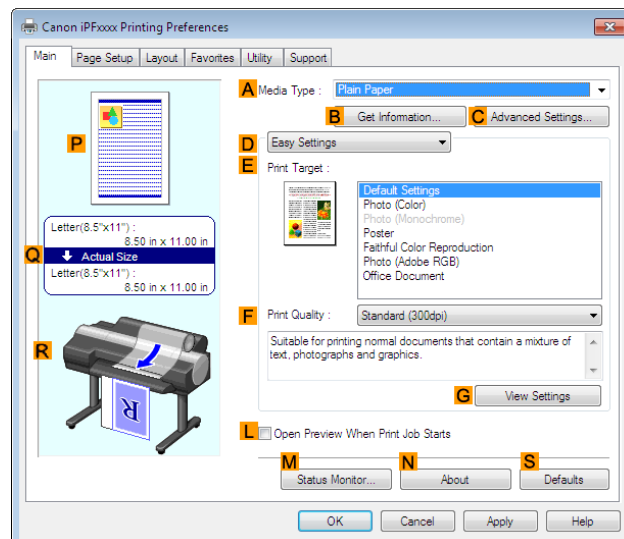 Canon iPFxxxx Printing Preferences
Main Page Setup Layout Favorites Utility Support
A Media Type : Plain Paper
B Get Information... C Advanced Settings...
D Easy Settings
E Print Target :
Default Settings
Photo (Color)
Photo (Monochrome)
Poster
Faithful Color Reproduction
Photo (Adobe RGB)
Office Document
F Print Quality : Standard (300dpi)
Suitable for printing normal documents that contain a mixture of
text, photographs and graphics.
G View Settings
L Open Preview When Print Job Starts
M Status Monitor... N About S Defaults
OK Cancel Apply Help
P
Q
Letter(8.5"x11") :
8.50 in x 11.00 in
Actual Size
Letter(8.5"x11") :
8.50 in x 11.00 in
R
R